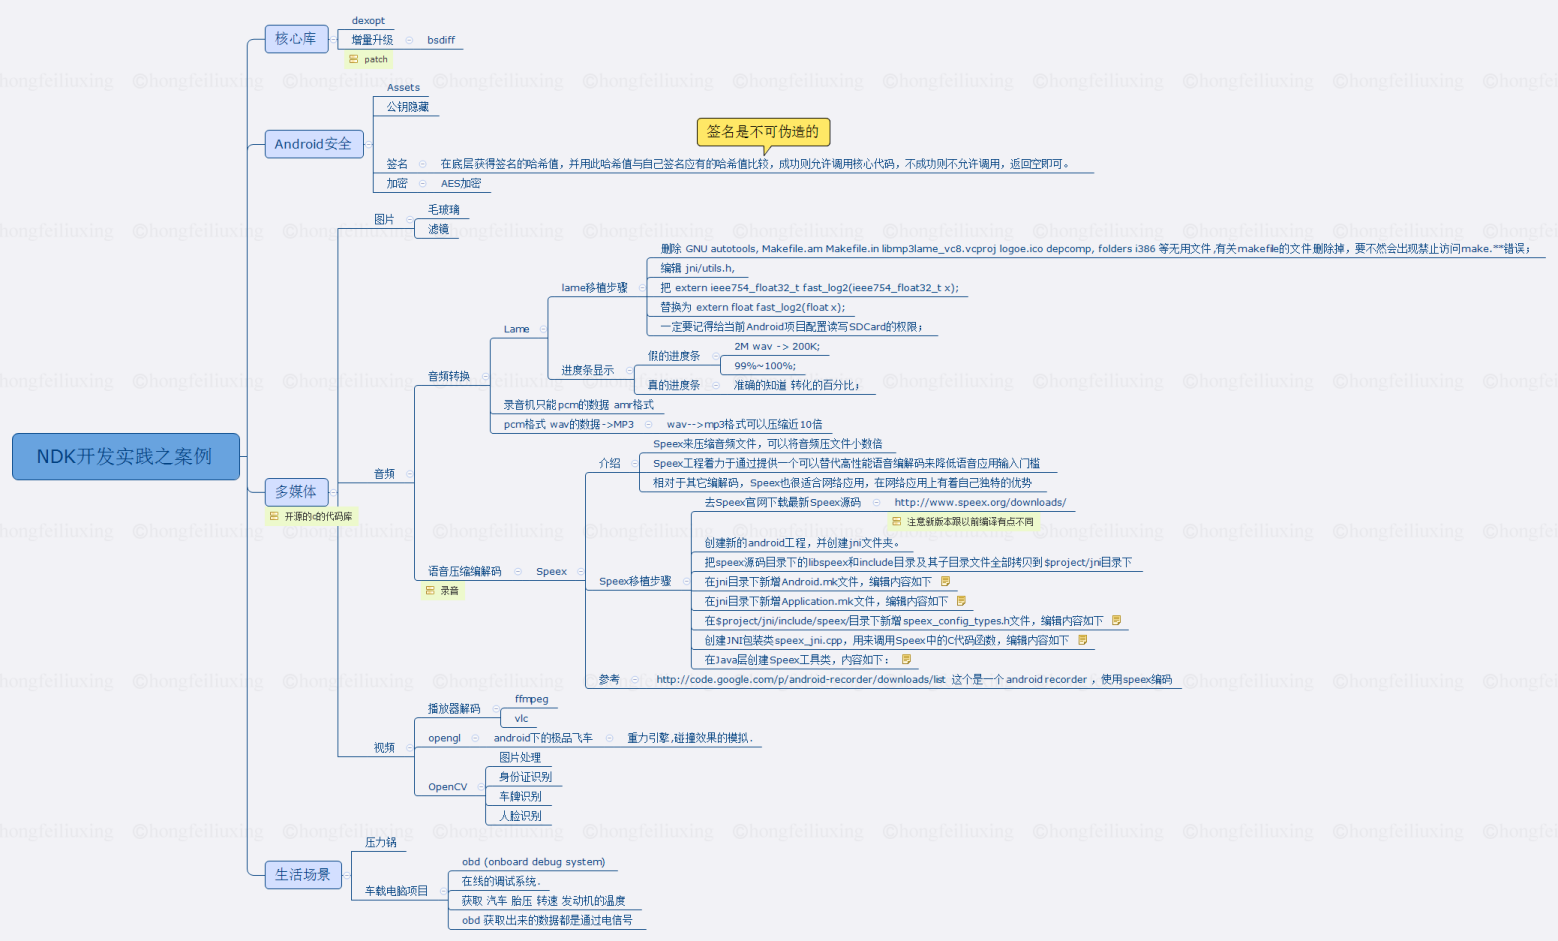 dexopt
核心库
增量升级
bsdiff
patch
Assets
公钥隐藏
签名是不可伪造的
Android安全
签名
在底层获得签名的哈希值，并用此哈希值与自己签名应有的哈希值比较，成功则允许调用核心代码，不成功则不允许调用，返回空即可。
加密
AES加密
图片
毛玻璃
滤镜
删除 GNU autotools, Makefile.am Makefile.in libmp3lame_vc8.vcproj logoe.ico depcomp, folders i386 等无用文件,有关makefile的文件删除掉，要不然会出现禁止访问make.**错误；
编辑 jni/utils.h,
lame移植步骤
把 extern ieee754_float32_t fast_log2(ieee754_float32_t x);
替换为 extern float fast_log2(float x);
一定要记得给当前Android项目配置读写SDCard的权限；
Lame
2M wav -> 200K;
假的进度条
99%~100%;
进度条显示
真的进度条
准确的知道 转化的百分比，
音频转换
录音机只能pcm的数据 amr格式
pcm格式 wav的数据->MP3
wav-->mp3格式可以压缩近10倍
NDK开发实践之案例
音频
Speex来压缩音频文件，可以将音频压文件小数倍
介绍
Speex工程着力于通过提供一个可以替代高性能语音编解码来降低语音应用输入门槛
相对于其它编解码，Speex也很适合网络应用，在网络应用上有着自己独特的优势
多媒体
开源的c的代码库
去Speex官网下载最新Speex源码
http://www.speex.org/downloads/
注意新版本跟以前编译有点不同
创建新的android工程，并创建jni文件夹。
把speex源码目录下的libspeex和include目录及其子目录文件全部拷贝到$project/jni目录下
语音压缩编解码
Speex
录音
Speex移植步骤
在jni目录下新增Android.mk文件，编辑内容如下
在jni目录下新增Application.mk文件，编辑内容如下
在$project/jni/include/speex/目录下新增speex_config_types.h文件，编辑内容如下
创建JNI包装类speex_jni.cpp，用来调用Speex中的C代码函数，编辑内容如下
在Java层创建Speex工具类，内容如下：
参考
http://code.google.com/p/android-recorder/downloads/list 这个是一个 android recorder ，使用speex编码
ffmpeg
播放器解码
vlc
opengl
android下的极品飞车
重力引擎,碰撞效果的模拟.
视频
图片处理
身份证识别
OpenCV
车牌识别
人脸识别
压力锅
生活场景
obd (onboard debug system)
在线的调试系统.
车载电脑项目
获取 汽车 胎压 转速 发动机的温度
obd 获取出来的数据都是通过电信号
©hongfeiliuxing